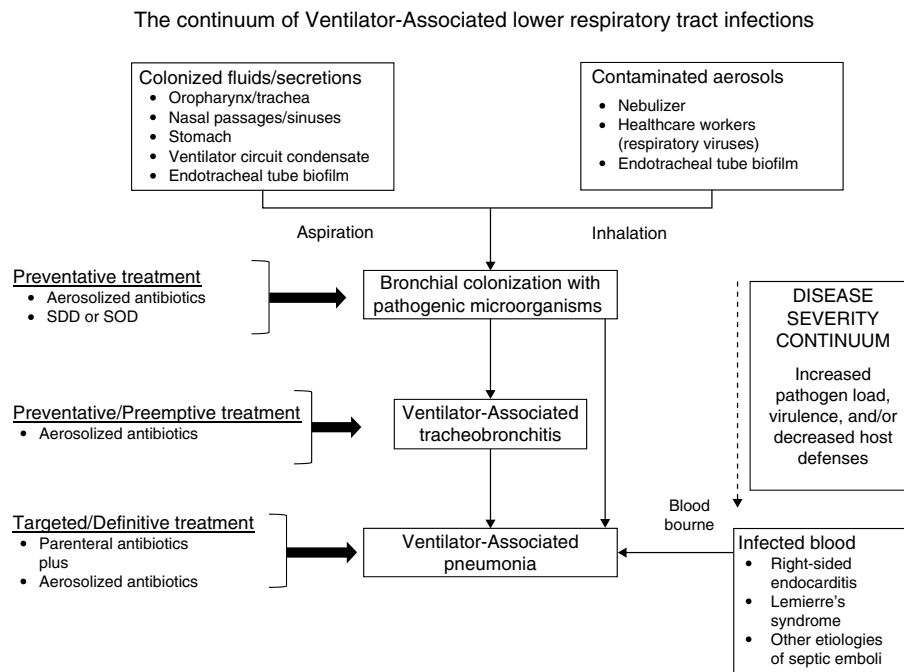 The continuum of Ventilator-Associated lower respiratory tract infections
Colonized fluids/secretions
• Oropharynx/trachea
• Nasal passages/sinuses
• Stomach
• Ventilator circuit condensate
• Endotracheal tube biofilm
Contaminated aerosols
• Nebulizer
• Healthcare workers
(respiratory viruses)
• Endotracheal tube biofilm
Aspiration
Inhalation
Preventative treatment
• Aerosolized antibiotics
• SDD or SOD
Bronchial colonization with
pathogenic microorganisms
DISEASE
SEVERITY
CONTINUUM
Increased
pathogen load,
virulence, and/or
decreased host
defenses
Preventative/Preemptive treatment
• Aerosolized antibiotics
Ventilator-Associated
tracheobronchitis
Targeted/Definitive treatment
• Parenteral antibiotics
plus
• Aerosolized antibiotics
Ventilator-Associated
pneumonia
Blood
bourne
Infected blood
• Right-sided
endocarditis
• Lemierre's
syndrome
• Other etiologies
of septic emboli